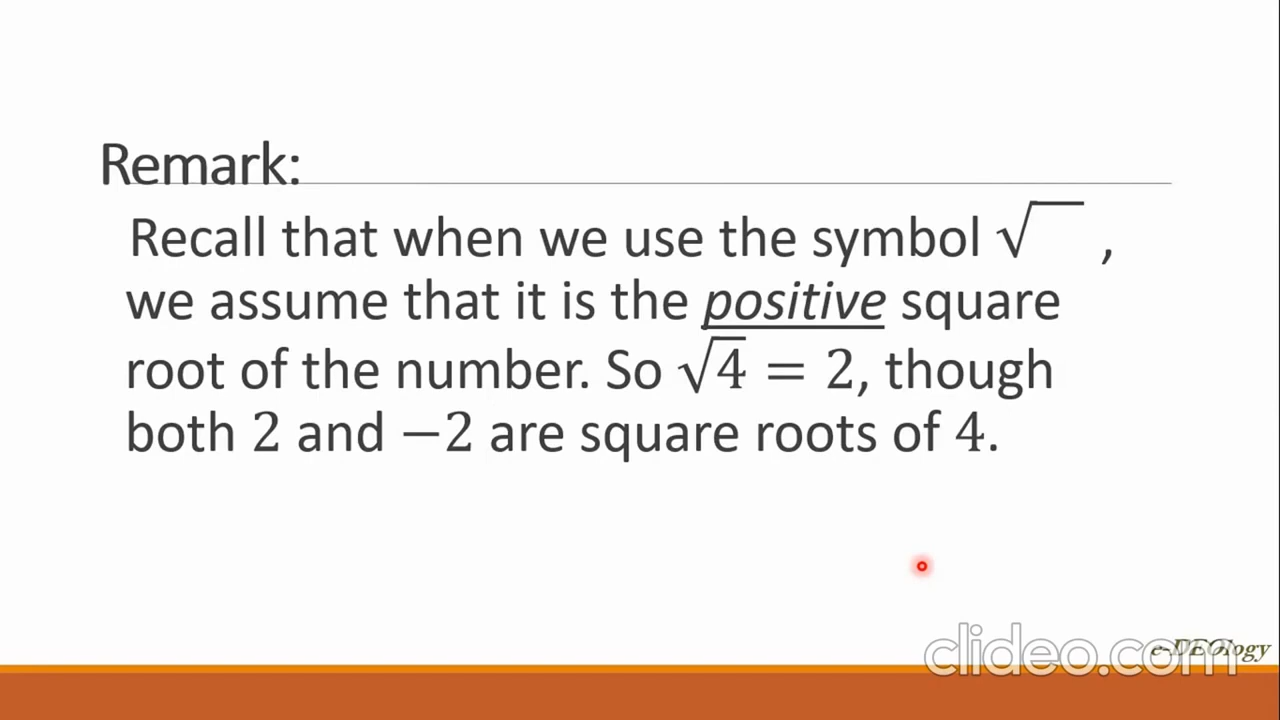 Remark:
Recall that when we use the symbol √ ,
we assume that it is the positive square
root of the number. So √4 = 2, though
both 2 and −2 are square roots of 4.
clideo.com
e-DEOlogy